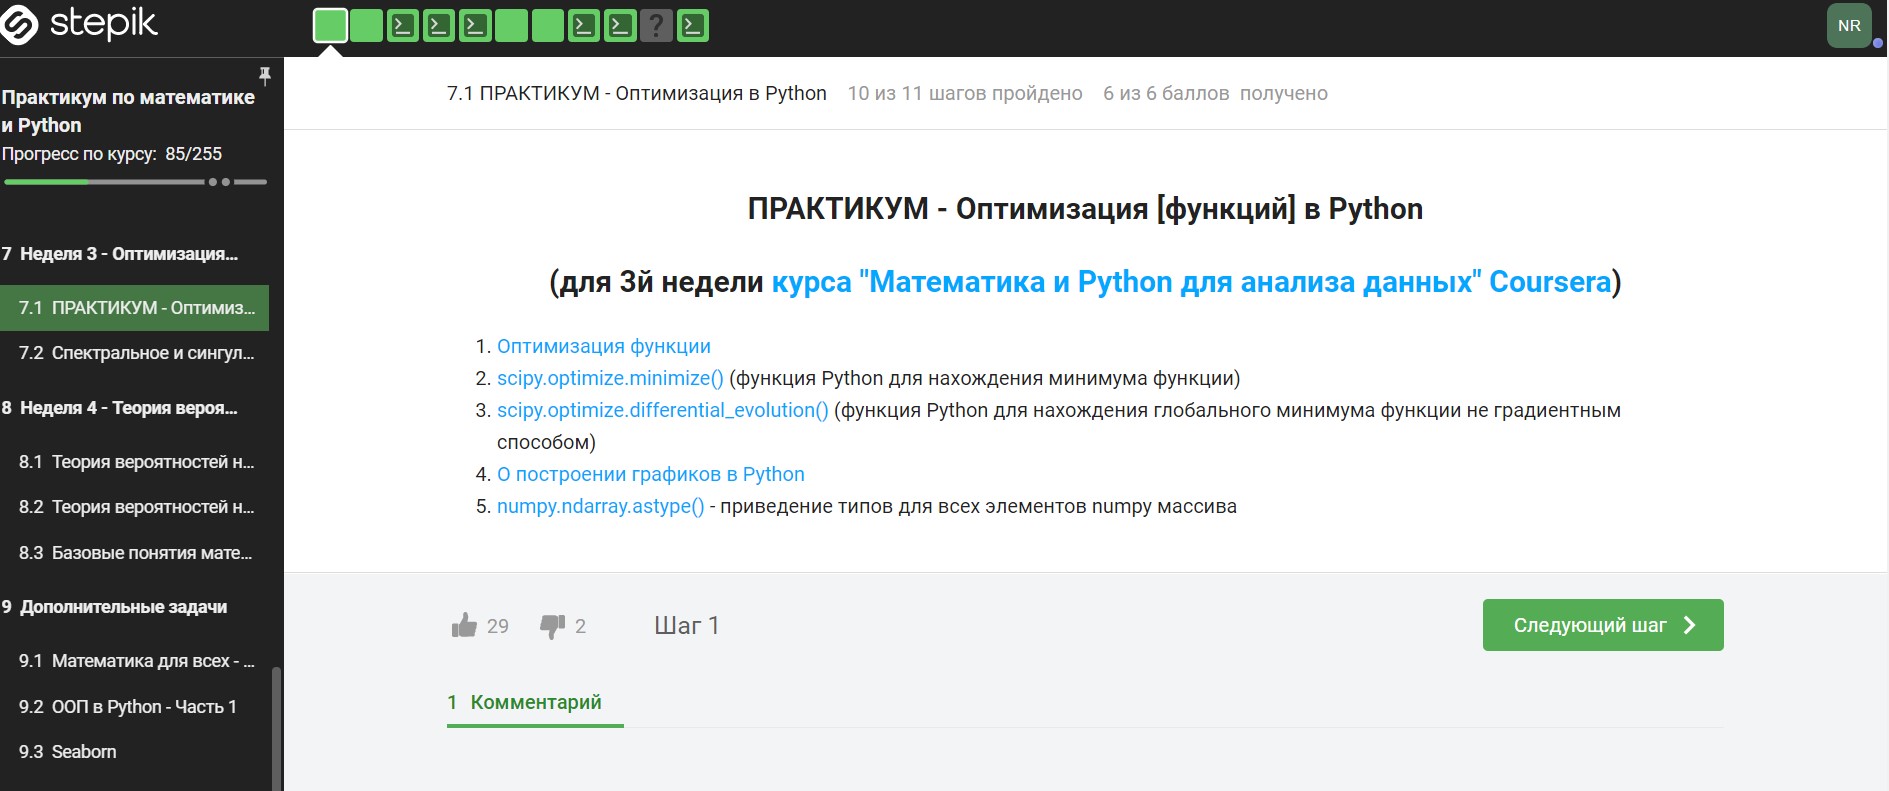 stepik
?
NR
Практикум по математике
и Python
Прогресс по курсу: 85/255
7 Неделя 3 - Оптимизация...
7.1 ПРАКТИКУМ - Оптимиз...
7.2 Спектральное и сингул...
8 Неделя 4 - Теория вероя...
8.1 Теория вероятностей н...
8.2 Теория вероятностей н...
8.3 Базовые понятия мате...
9 Дополнительные задачи
9.1 Математика для всех - ...
9.2 ООП в Python - Часть 1
9.3 Seaborn
7.1 ПРАКТИКУМ - Оптимизация в Python 10 из 11 шагов пройдено 6 из 6 баллов получено
ПРАКТИКУМ - Оптимизация [функций] в Python
(для 3й недели курса "Математика и Python для анализа данных" Coursera)
1. Оптимизация функции
2. scipy.optimize.minimize() (функция Python для нахождения минимума функции)
3. scipy.optimize.differential_evolution() (функция Python для нахождения глобального минимума функции не градиентным
способом)
4. О построении графиков в Python
5. numpy.ndarray.astype() - приведение типов для всех элементов numpy массива
29 2 Шаг 1 Следующий шаг
1 Комментарий